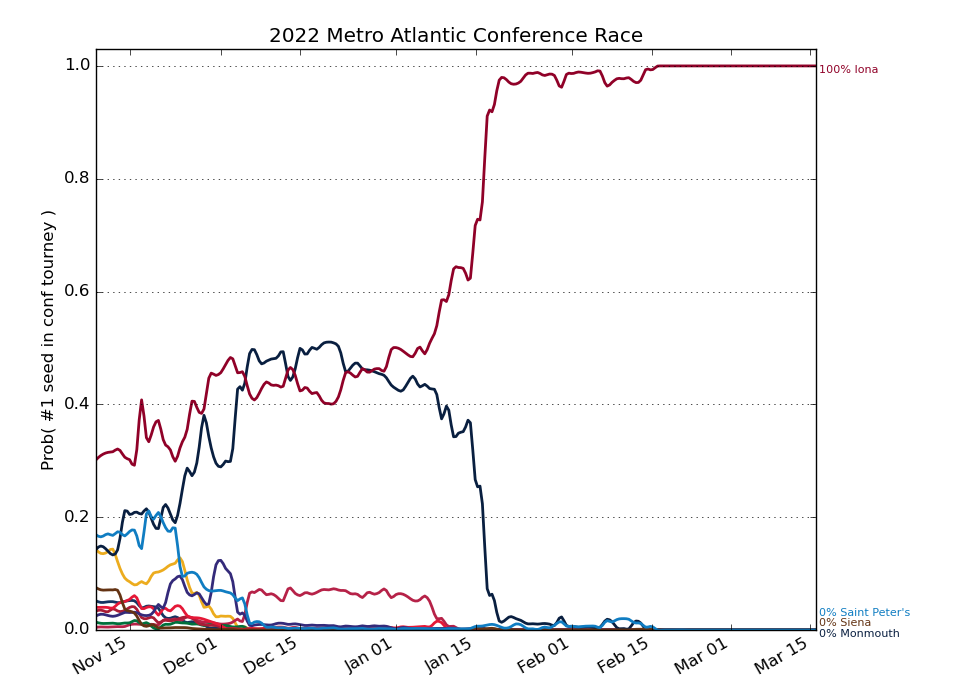 2022 Metro Atlantic Conference Race
1.0
0.8
0.6
0.4
0.2
0.0
Prob( #1 seed in conf tourney )
100% Iona
0% Saint Peter's
0% Siena
0% Monmouth
Nov 15
Dec 01
Dec 15
Jan 01
Jan 15
Feb 01
Feb 15
Mar 01
Mar 15